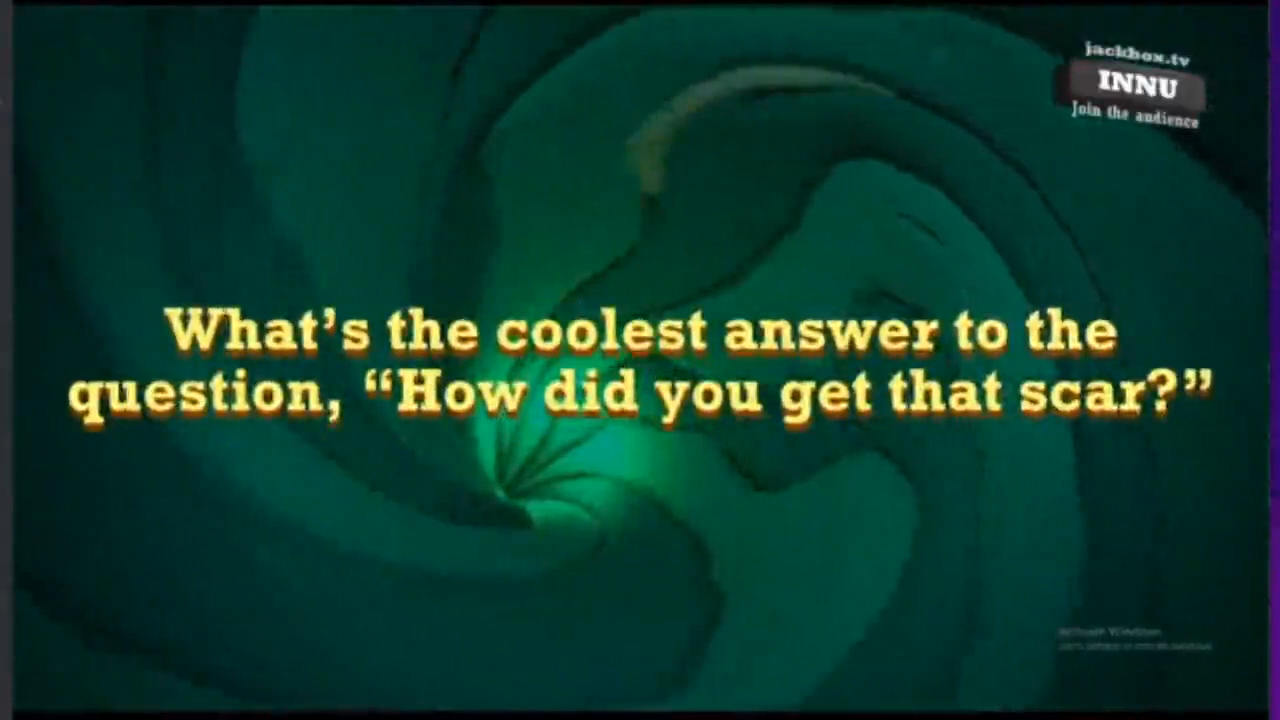 jackbox.tv
INNU
Join the audience
What's the coolest answer to the
question, “How did you get that scar?”